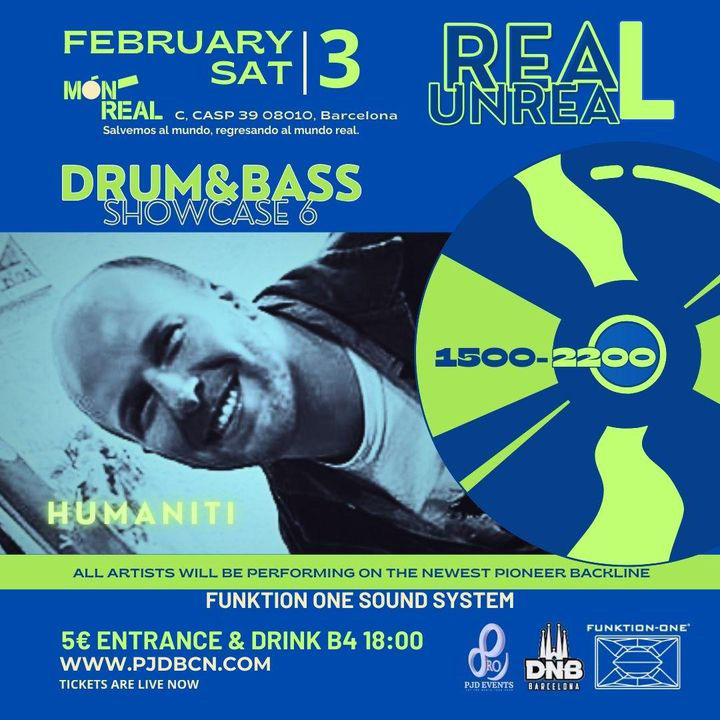 FEBRUARY
SAT 3
MÓN
REAL
C, CASP 39 08010, Barcelona
Salvemos al mundo, regresando al mundo real.
REAL
UNREAL
DRUM&BASS
SHOWCASE 6
1500-2200
HUMANITI
ALL ARTISTS WILL BE PERFORMING ON THE NEWEST PIONEER BACKLINE
FUNKTION ONE SOUND SYSTEM
5€ ENTRANCE & DRINK B4 18:00
WWW.PJDBCN.COM
TICKETS ARE LIVE NOW
PRO
PJD EVENTS
DNB
BARCELONA
FUNKTION-ONE®